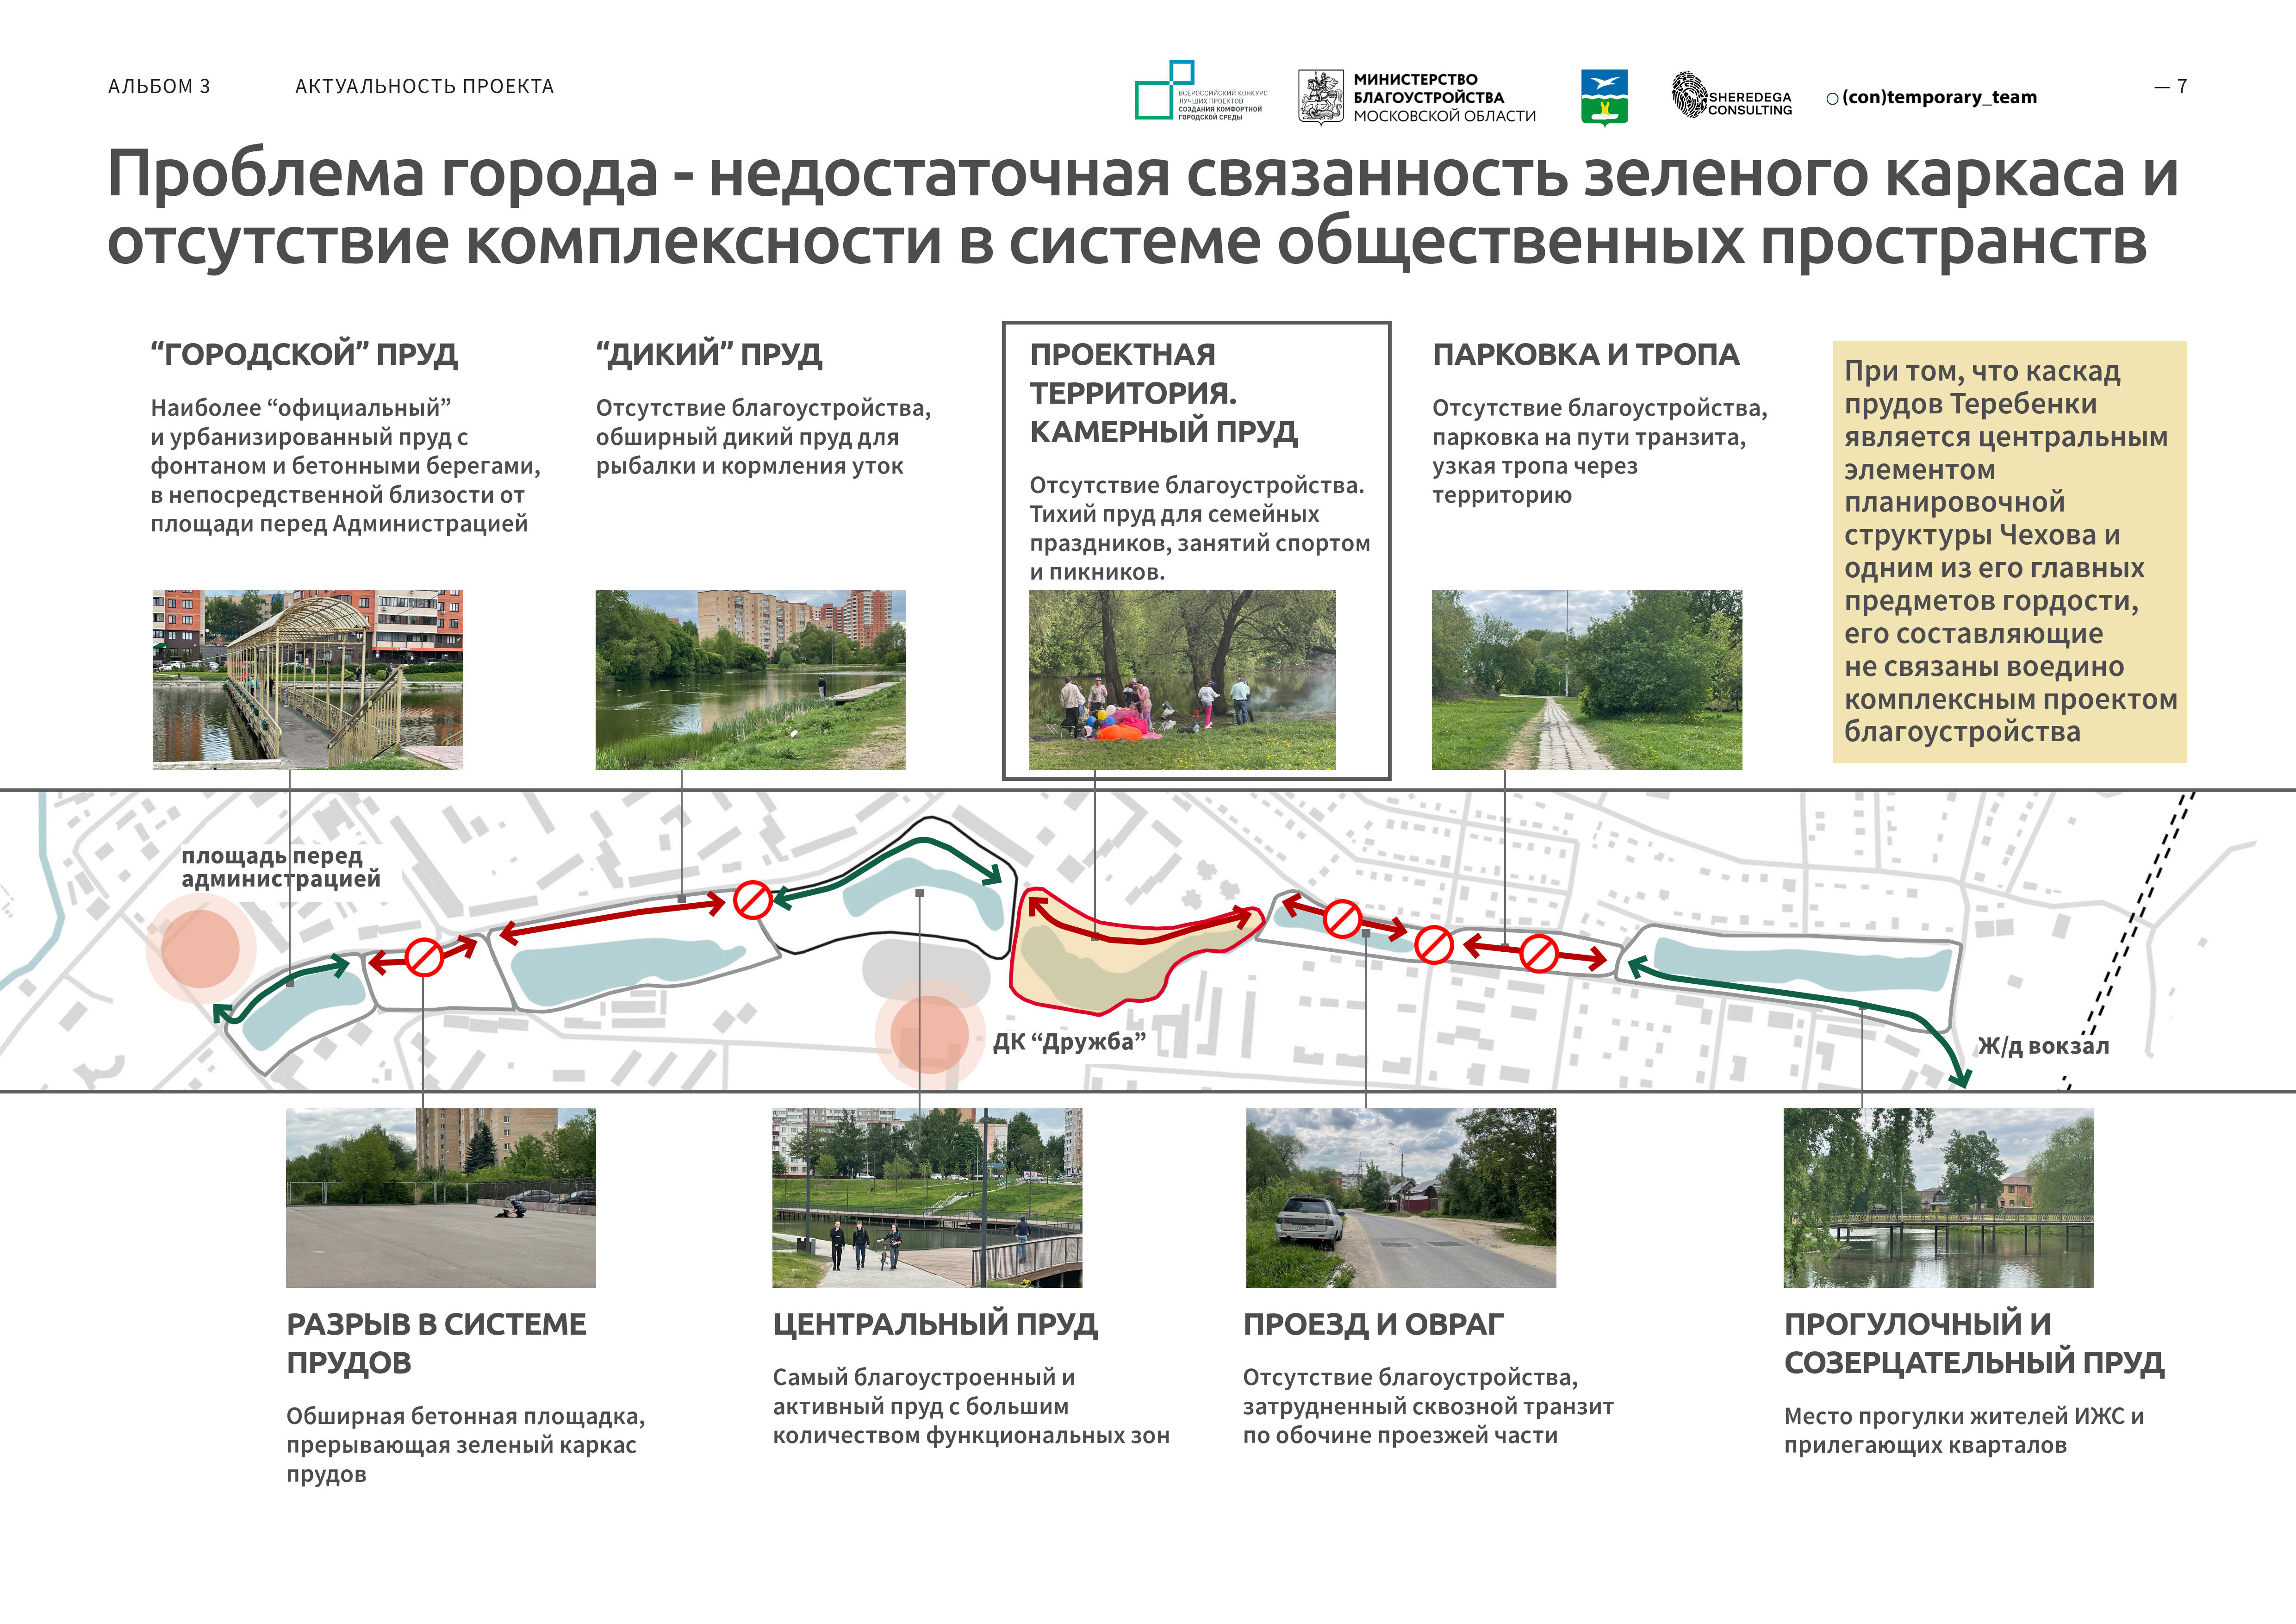 АЛЬБОМ 3
АКТУАЛЬНОСТЬ ПРОЕКТА
ВСЕРОССИЙСКИЙ КОНКУРС
ЛУЧШИХ ПРОЕКТОВ
СОЗДАНИЯ КОМФОРТНОЙ
ГОРОДСКОЙ СРЕДЫ
МИНИСТЕРСТВО
БЛАГОУСТРОЙСТВА
МОСКОВСКОЙ ОБЛАСТИ
SHEREDEGA
CONSULTING
(con)temporary_team
— 7
Проблема города - недостаточная связанность зеленого каркаса и
отсутствие комплексности в системе общественных пространств
“ГОРОДСКОЙ” ПРУД
Наиболее “официальный”
и урбанизированный пруд с
фонтаном и бетонными берегами,
в непосредственной близости от
площади перед Администрацией
“ДИКИЙ” ПРУД
Отсутствие благоустройства,
обширный дикий пруд для
рыбалки и кормления уток
ПРОЕКТНАЯ
ТЕРРИТОРИЯ.
КАМЕРНЫЙ ПРУД
Отсутствие благоустройства.
Тихий пруд для семейных
праздников, занятий спортом
и пикников.
ПАРКОВКА И ТРОПА
Отсутствие благоустройства,
парковка на пути транзита,
узкая тропа через
территорию
При том, что каскад
прудов Теребенки
является центральным
элементом
планировочной
структуры Чехова и
одним из его главных
предметов гордости,
его составляющие
не связаны воедино
комплексным проектом
благоустройства
площадь перед
администрацией
ДК “Дружба”
Ж/д вокзал
РАЗРЫВ В СИСТЕМЕ
ПРУДОВ
Обширная бетонная площадка,
прерывающая зеленый каркас
прудов
ЦЕНТРАЛЬНЫЙ ПРУД
Самый благоустроенный и
активный пруд с большим
количеством функциональных зон
ПРОЕЗД И ОВРАГ
Отсутствие благоустройства,
затрудненный сквозной транзит
по обочине проезжей части
ПРОГУЛОЧНЫЙ И
СОЗЕРЦАТЕЛЬНЫЙ ПРУД
Место прогулки жителей ИЖС и
прилегающих кварталов